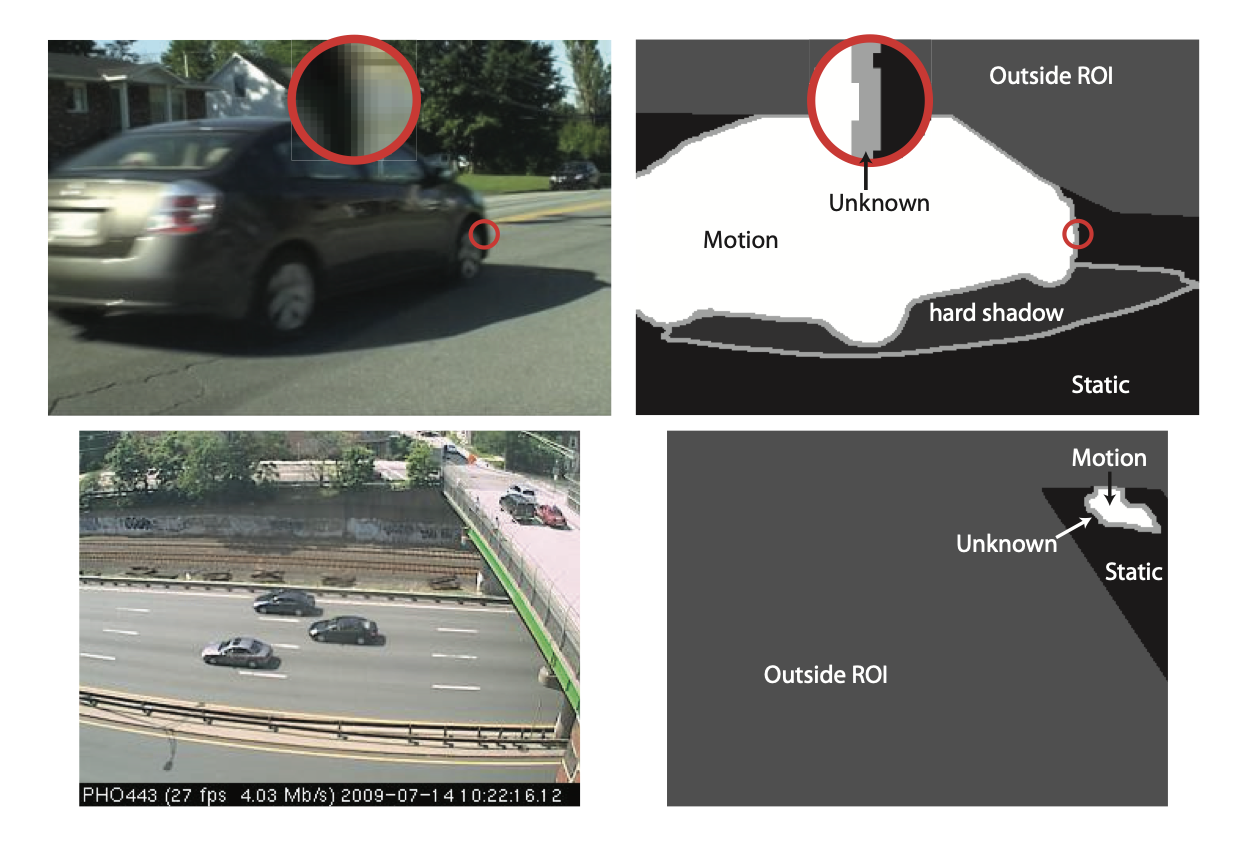 Outside ROI
Unknown
Motion
hard shadow
Static
Motion
Unknown
Static
Outside ROI
PHO443 (27 fps 4.03 Mb/s) 2009-07-14 10:22:16.12